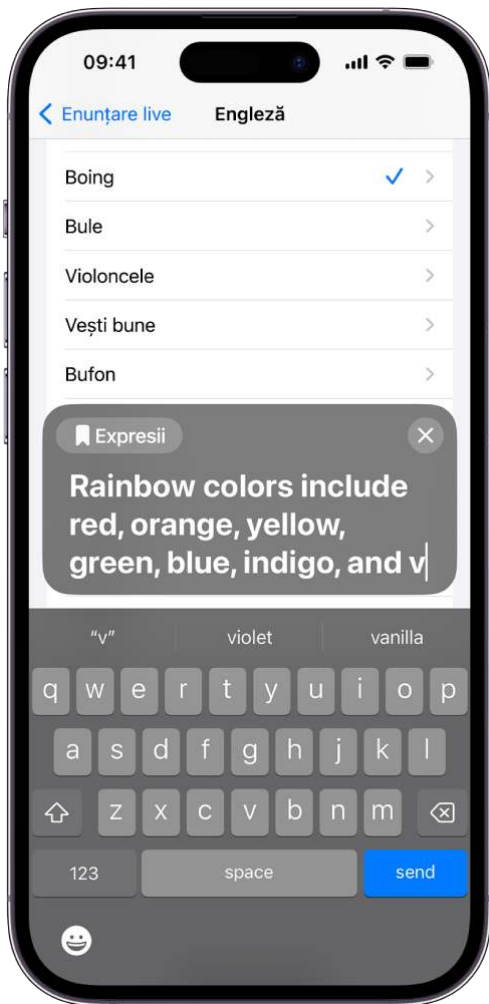 09:41
Enunțare live
Engleză
Boing
Bule
Violoncele
Vești bune
Bufon
Expresii
Rainbow colors include
red, orange, yellow,
green, blue, indigo, and v
“v” violet vanilla
q w e r t y u i o p
a s d f g h j k l
z x c v b n m
123 space send